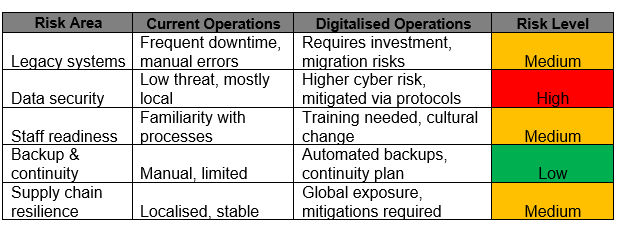 Risk Area Current Operations Digitalised Operations Risk Level
Legacy systems Frequent downtime, manual errors Requires investment, migration risks Medium
Data security Low threat, mostly local Higher cyber risk, mitigated via protocols High
Staff readiness Familiarity with processes Training needed, cultural change Medium
Backup & continuity Manual, limited Automated backups, continuity plan Low
Supply chain resilience Localised, stable Global exposure, mitigations required Medium